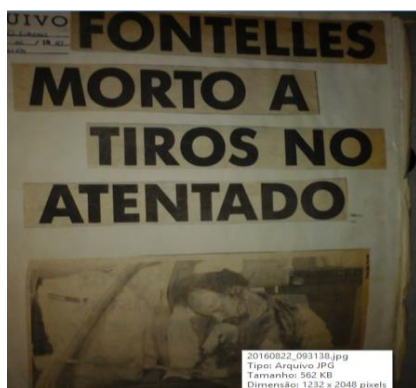 UIVO
FONTELLES
MORTO A
TIROS NO
ATENTADO
20160822_093138.jpg
Tipo: Arquivo JPG
Tamanho: 562 KB
Dimensão: 1232 x 2048 pixels